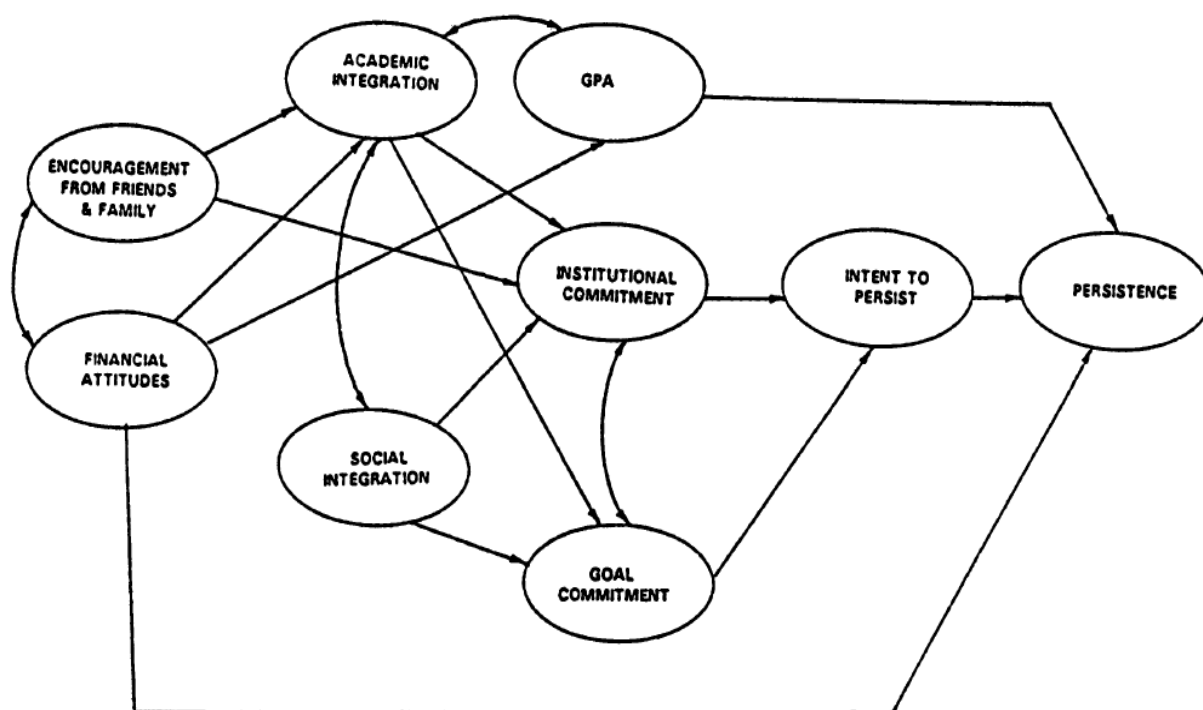 ACADEMIC
INTEGRATION
GPA
ENCOURAGEMENT
FROM FRIENDS
& FAMILY
INSTITUTIONAL
COMMITMENT
INTENT TO
PERSIST
PERSISTENCE
FINANCIAL
ATTITUDES
SOCIAL
INTEGRATION
GOAL
COMMITMENT